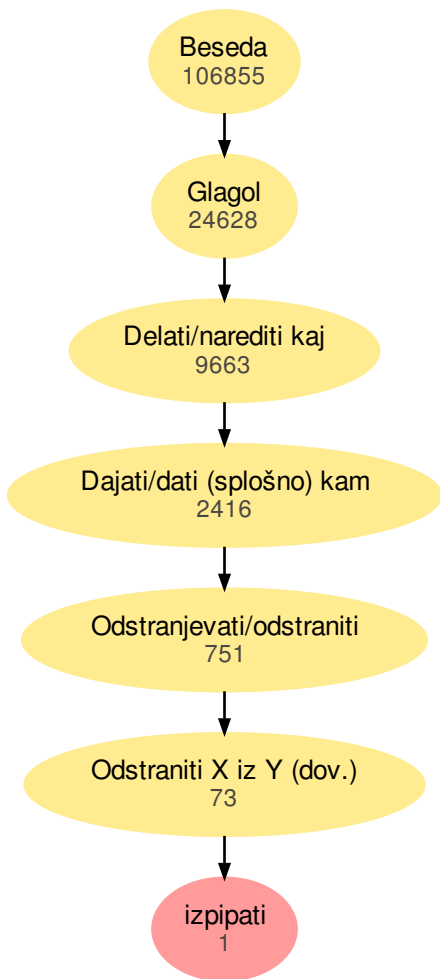 Beseda
106855
Glagol
24628
Delati/narediti kaj
9663
Dajati/dati (splošno) kam
2416
Odstranjevati/odstraniti
751
Odstraniti X iz Y (dov.)
73
izpipati
1